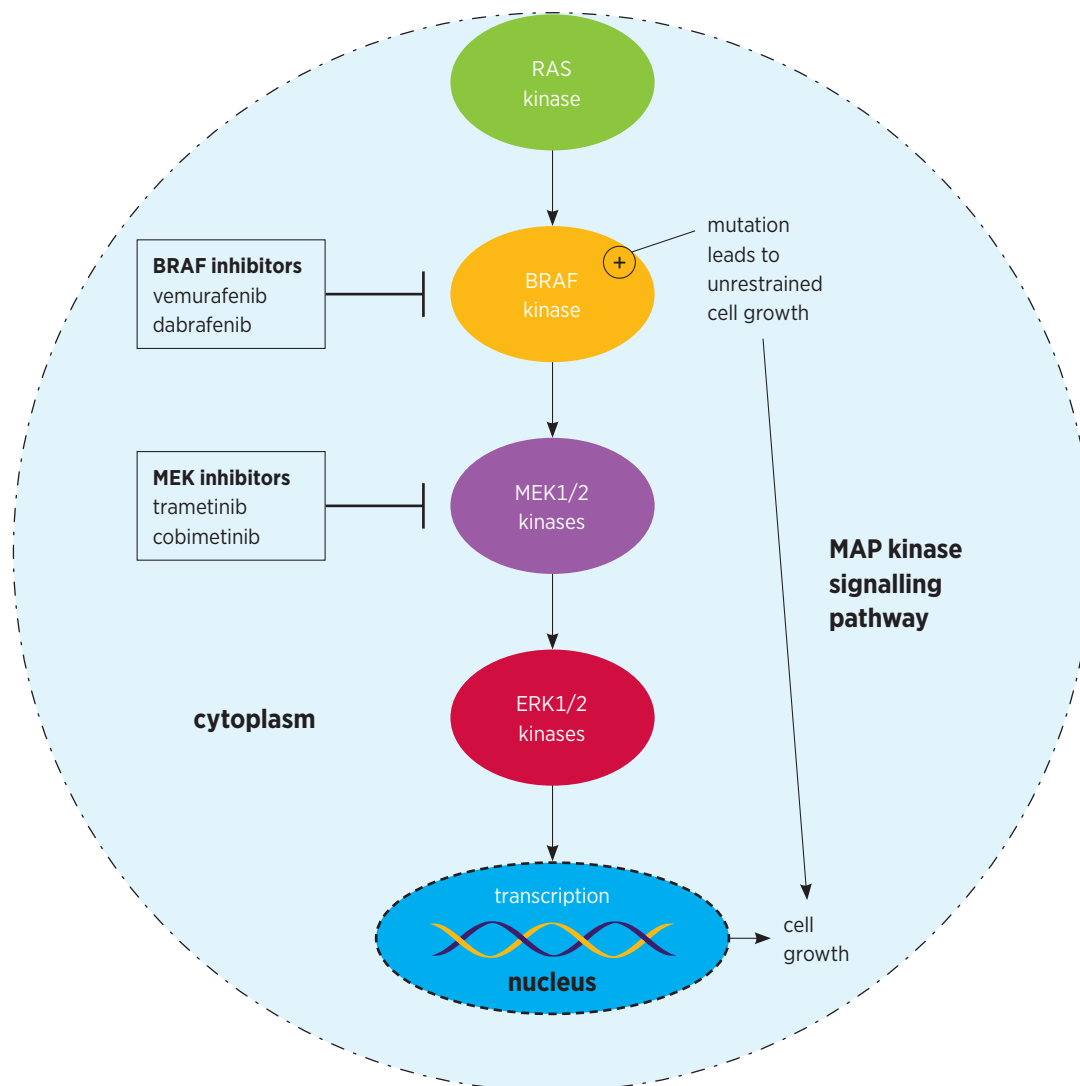 RAS
kinase
BRAF inhibitors
vemurafenib
dabrafenib
BRAF
kinase
+
mutation
leads to
unrestrained
cell growth
MEK inhibitors
trametinib
cobimetinib
MEK1/2
kinases
MAP kinase
signalling
pathway
cytoplasm
ERK1/2
kinases
transcription
nucleus
cell
growth